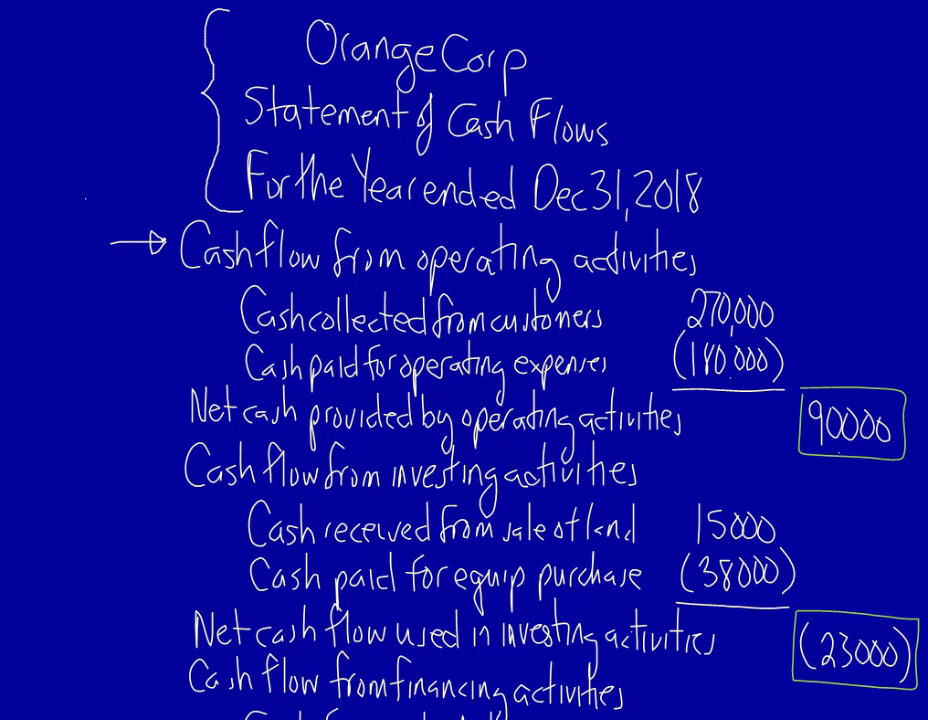 Orange Corp
Statement of Cash Flows
For the Year ended Dec 31, 2018
Cash flow from operating activities
Cash collected from customers 270,000
Cash paid for operating expenses (180,000)
Net cash provided by operating activities 90000
Cash flow from investing activities
Cash received from sale of land 15000
Cash paid for equip purchase (38000)
Net cash flow used in investing activities (23000)
Cash flow from financing activities